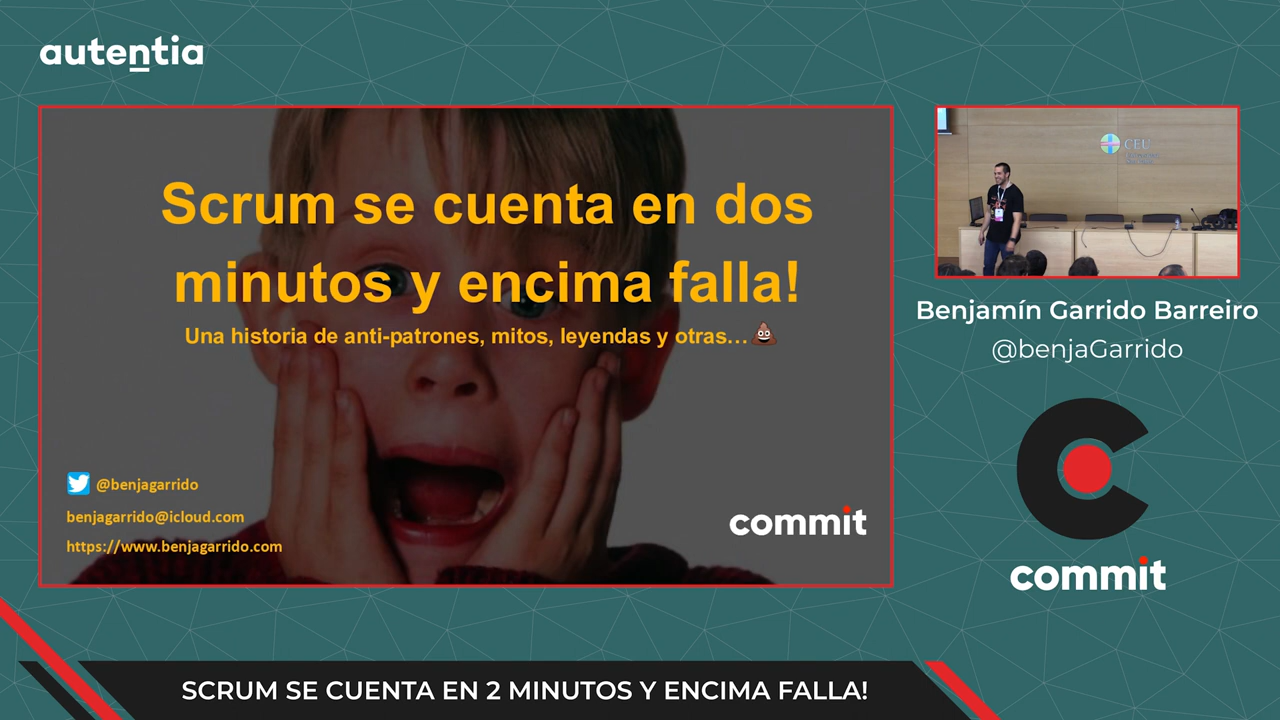 autentia
Scrum se cuenta en dos
minutos y encima falla!
Una historia de anti-patrones, mitos, leyendas y otras...💩
@benjagarrido
benjagarrido@icloud.com
https://www.benjagarrido.com
commit
CEU
Benjamín Garrido Barreiro
@benjaGarrido
commit
SCRUM SE CUENTA EN 2 MINUTOS Y ENCIMA FALLA!